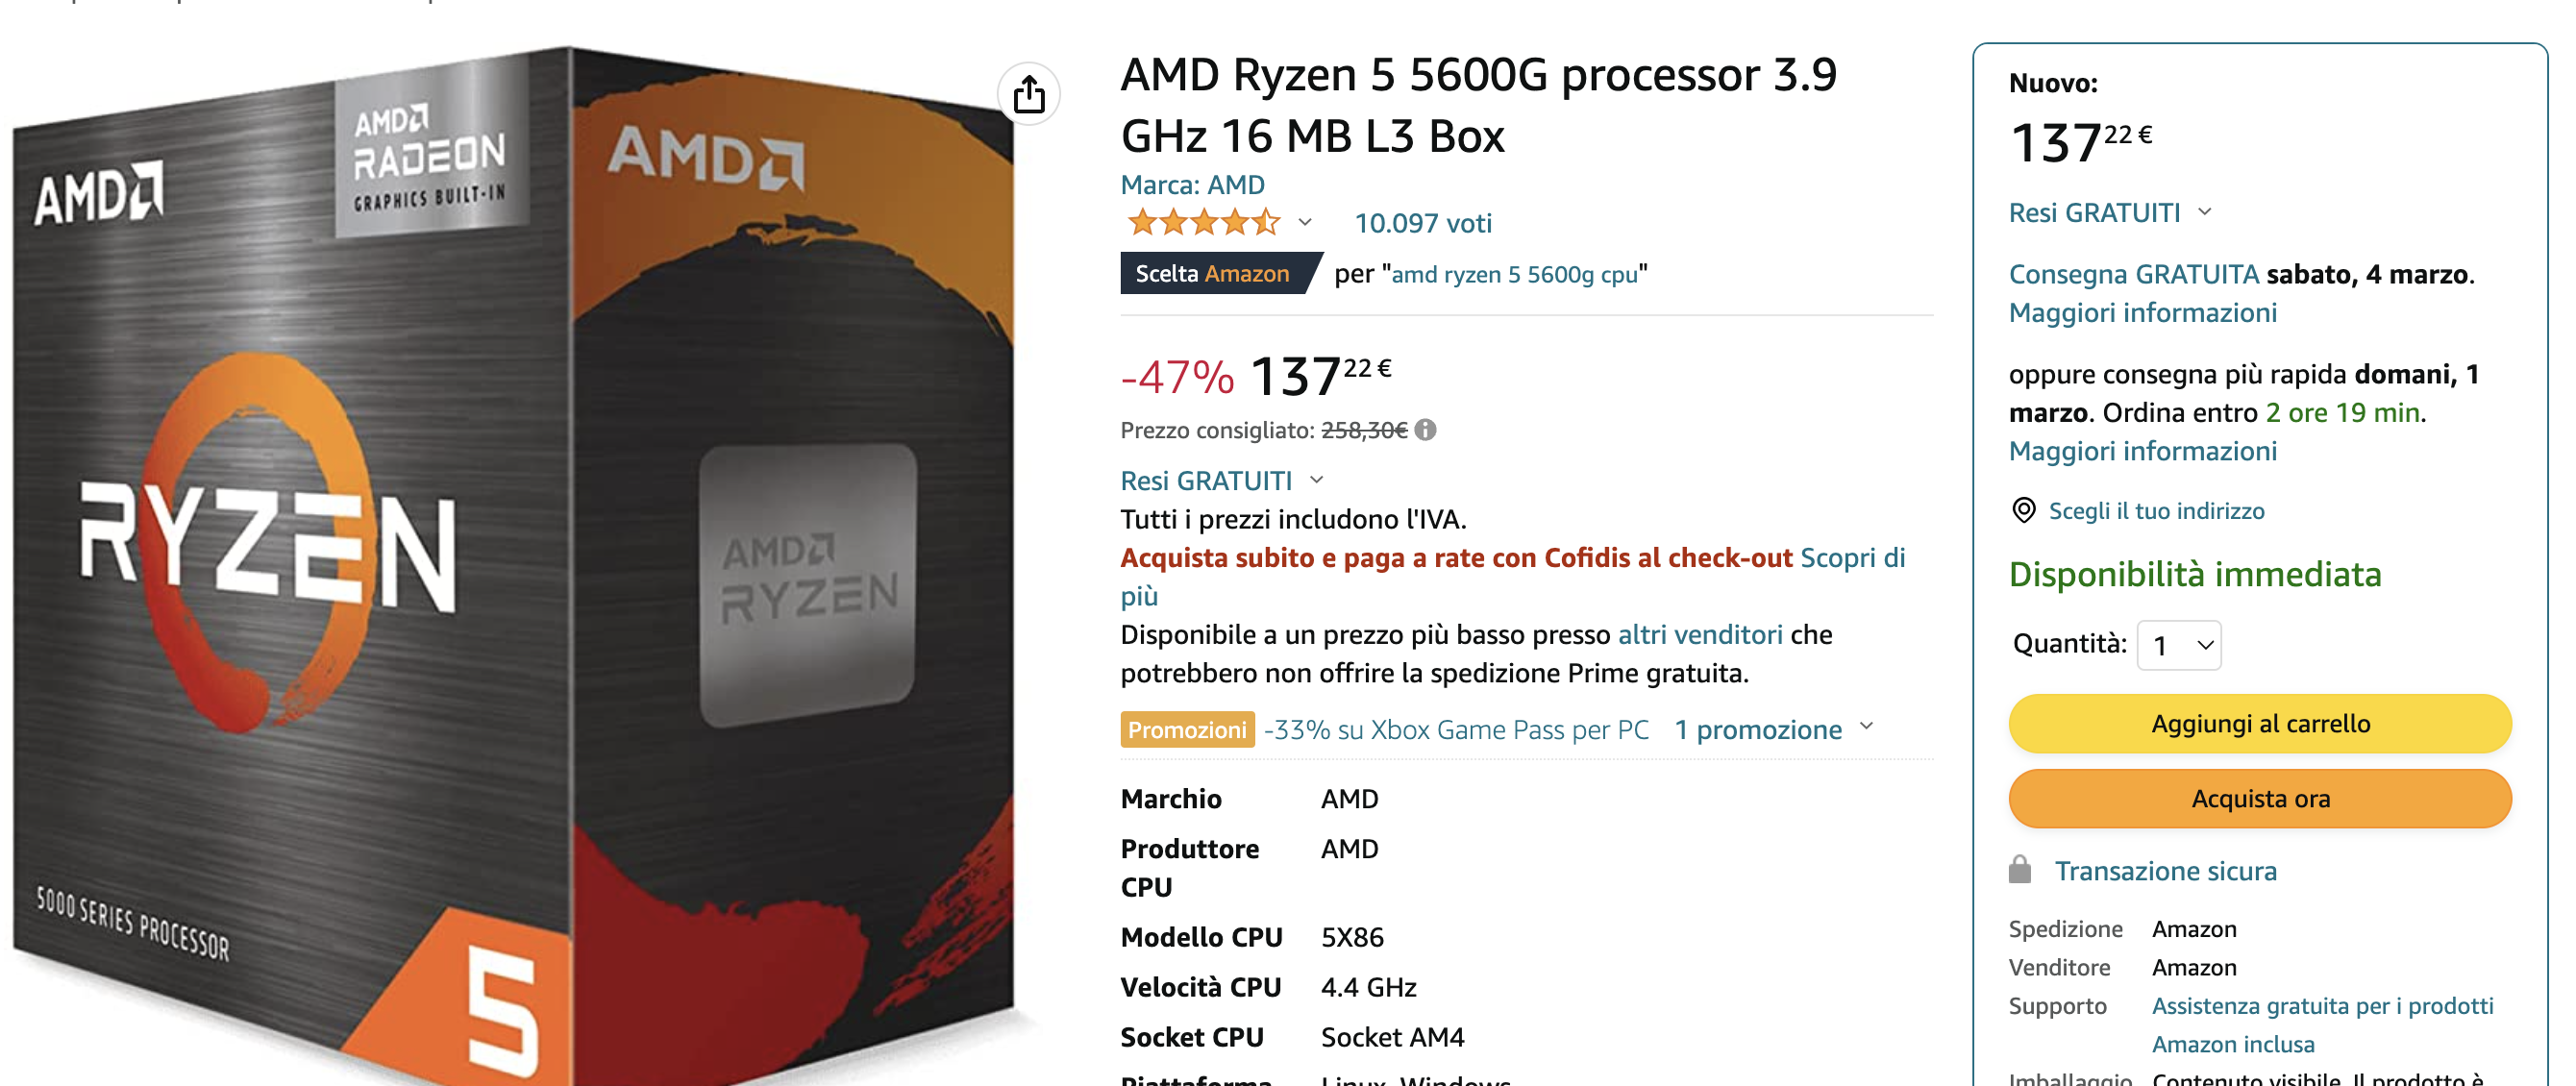 AMD
AMD
RADEON
GRAPHICS BUILT-IN
RYZEN
5000 SERIES PROCESSOR
5
AMD
AMD
RYZEN
AMD Ryzen 5 5600G processor 3.9
GHz 16 MB L3 Box
Marca: AMD
10.097 voti
Scelta Amazon per "amd ryzen 5 5600g cpu"
-47% 137 22 €
Prezzo consigliato: 258,30€
Resi GRATUITI
Tutti i prezzi includono l'IVA.
Acquista subito e paga a rate con Cofidis al check-out Scopri di
più
Disponibile a un prezzo più basso presso altri venditori che
potrebbero non offrire la spedizione Prime gratuita.
Promozioni -33% su Xbox Game Pass per PC 1 promozione
Marchio AMD
Produttore AMD
CPU
Modello CPU 5X86
Velocità CPU 4.4 GHz
Socket CPU Socket AM4
Piattaforma Linux, Windows
Nuovo:
137 22 €
Resi GRATUITI
Consegna GRATUITA sabato, 4 marzo.
Maggiori informazioni
oppure consegna più rapida domani, 1
marzo. Ordina entro 2 ore 19 min.
Maggiori informazioni
Scegli il tuo indirizzo
Disponibilità immediata
Quantità: 1
Aggiungi al carrello
Acquista ora
Transazione sicura
Spedizione Amazon
Venditore Amazon
Supporto Assistenza gratuita per i prodotti
Amazon inclusa
Imballaggio Contenuto visibile. Il prodotto è